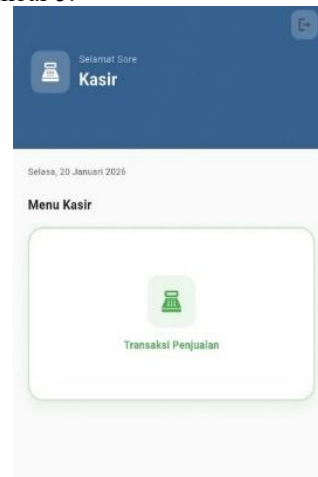 Selamat Sore
Kasir
Selasa, 20 Januari 2026
Menu Kasir
Transaksi Penjualan